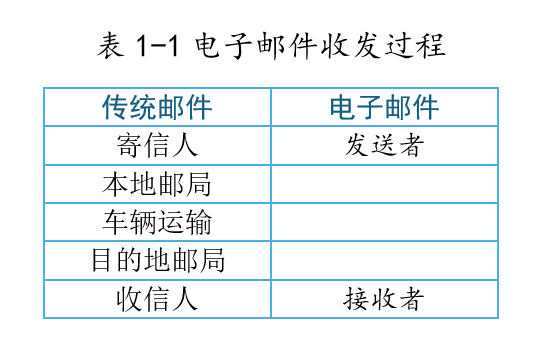 表 1-1 电子邮件收发过程
传统邮件 电子邮件
寄信人 发送者
本地邮局
车辆运输
目的地邮局
收信人 接收者